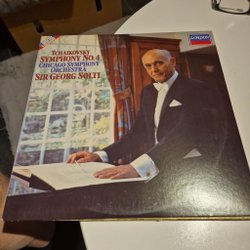 TCHAIKOVSKY
SYMPHONY NO.4
CHICAGO SYMPHONY
ORCHESTRA
SIR GEORG SOLTI
LONDON